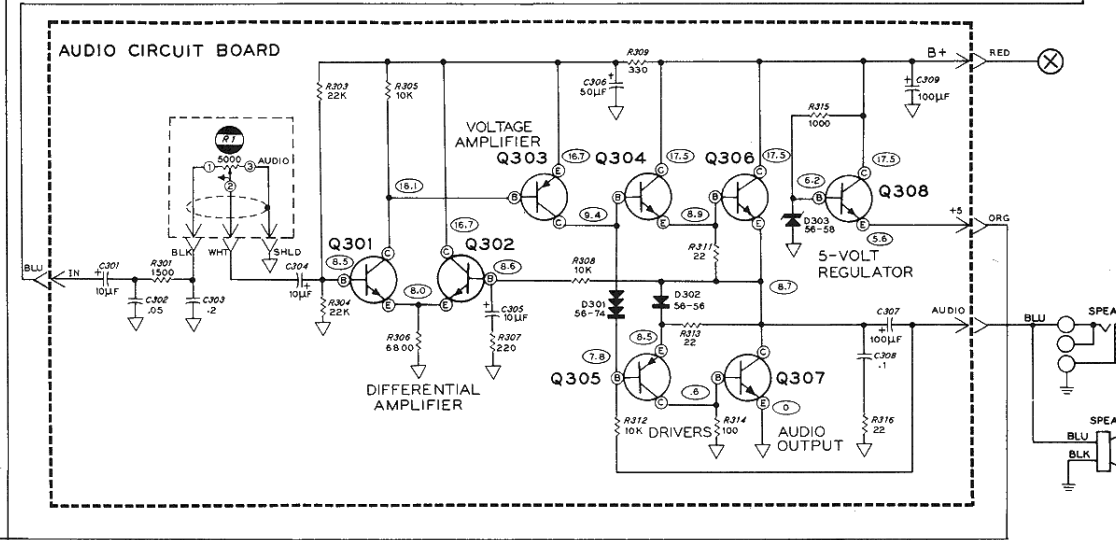 AUDIO CIRCUIT BOARD
B+
RED
R309
330
C306
50µF
C309
100µF
R303
22K
R305
10K
R315
1000
R1
5000
AUDIO
1
2
3
VOLTAGE
AMPLIFIER
Q303
16.7
Q304
17.5
Q306
17.5
17.5
Q308
6.2
D303
56-58
5.6
+5
ORG
5-VOLT
REGULATOR
16.1
9.4
8.9
R311
22
BLK
WHT
SHLD
Q301
8.5
16.7
Q302
8.6
8.0
BLU
IN
C301
10µF
R301
1500
C302
.05
C303
.2
C304
10µF
R304
22K
R306
6800
C305
10µF
R307
220
R308
10K
D301
56-74
D302
56-56
8.7
R313
22
DIFFERENTIAL
AMPLIFIER
7.8
8.5
Q305
.6
Q307
0
R312
10K
DRIVERS
R314
100
AUDIO
OUTPUT
C307
100µF
C308
.1
R316
22
AUDIO
BLU
SPEA
SPEA
BLU
BLK
B
C
E
B
C
E
B
C
E
B
C
E
B
C
E
B
C
E
B
C
E
B
C
E